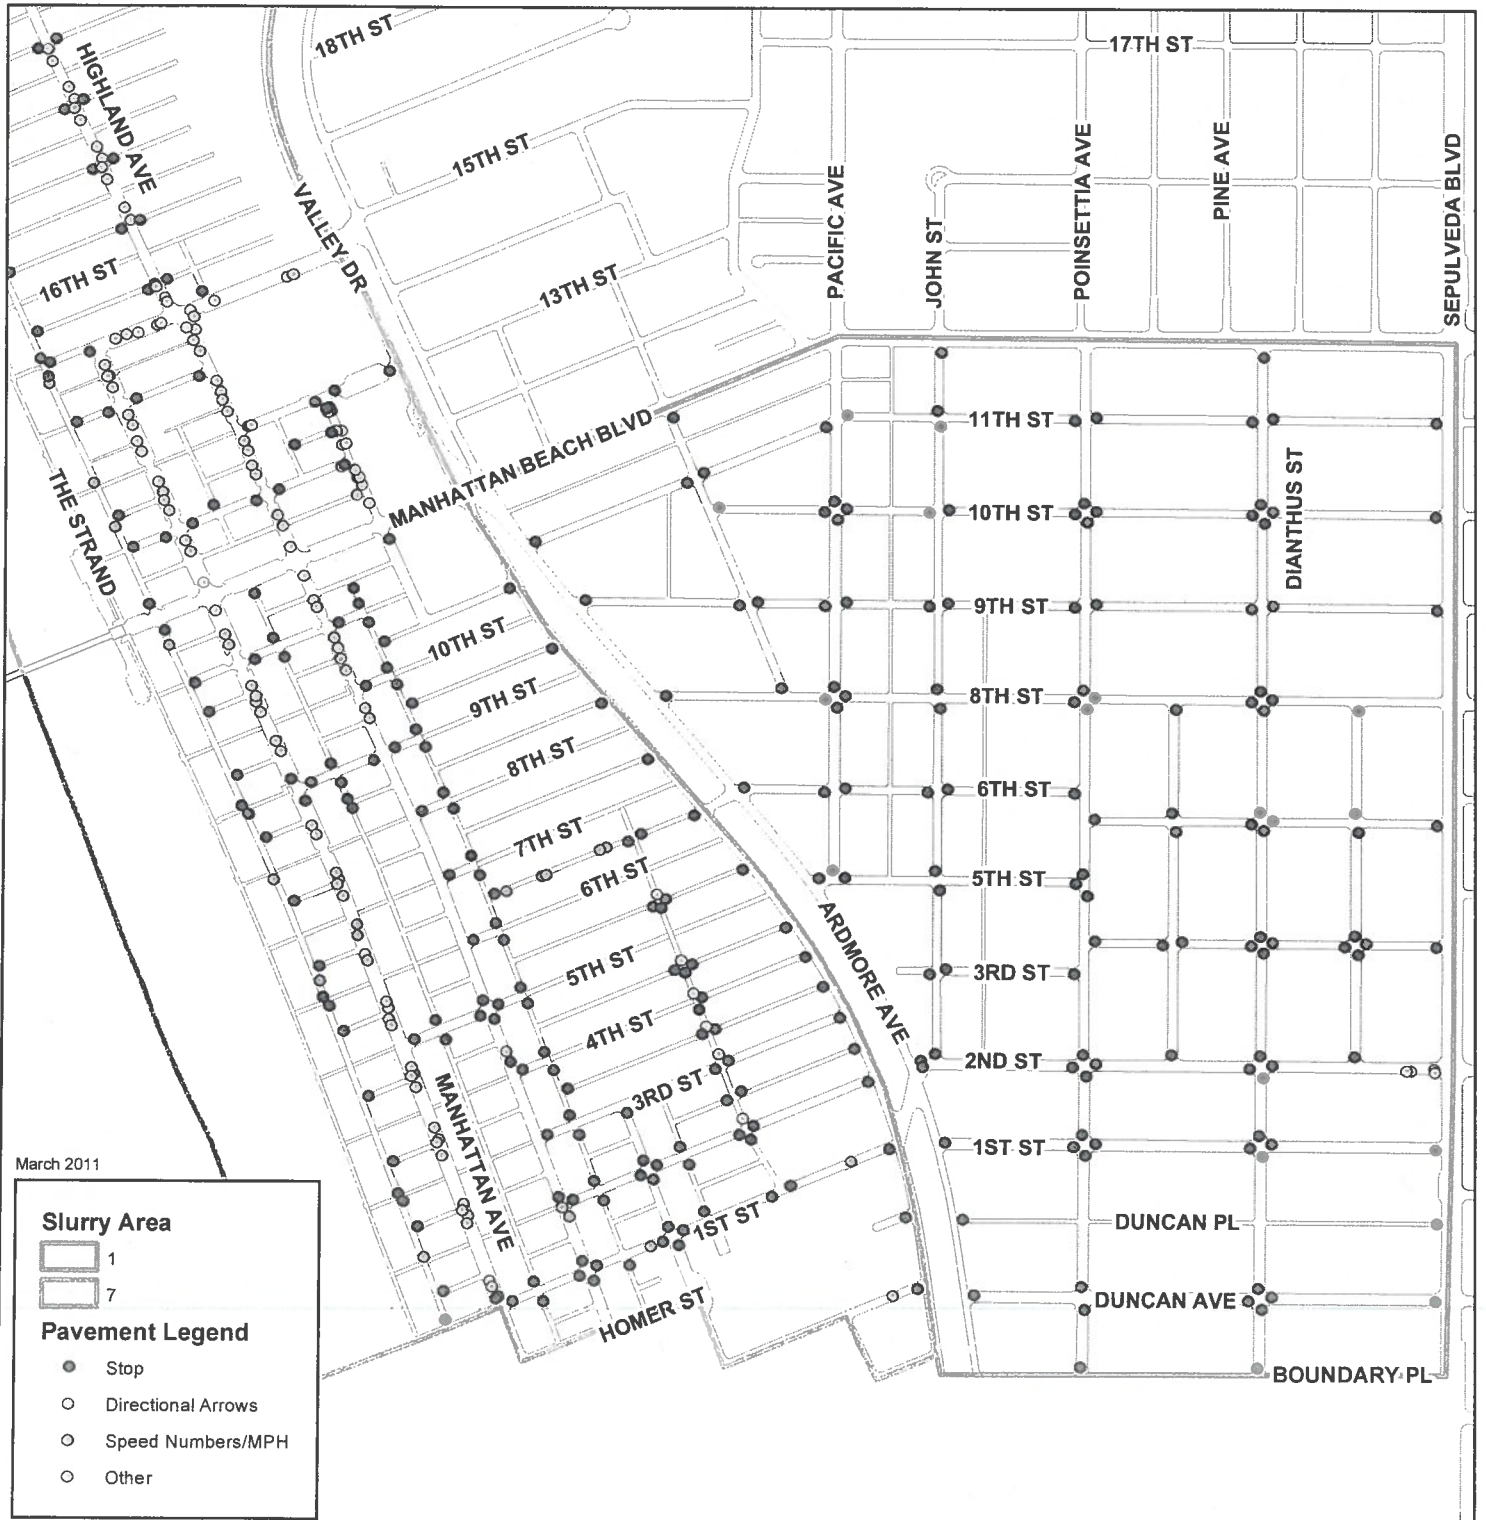 18TH ST
17TH ST
HIGHLAND AVE
15TH ST
PACIFIC AVE
JOHN ST
POINSETTIA AVE
PINE AVE
SEPULVEDA BLVD
VALLEY DR
16TH ST
13TH ST
MANHATTAN BEACH BLVD
11TH ST
THE STRAND
10TH ST
DIANTHUS ST
9TH ST
10TH ST
8TH ST
9TH ST
8TH ST
6TH ST
7TH ST
6TH ST
5TH ST
ARDMORE AVE
5TH ST
3RD ST
4TH ST
2ND ST
3RD ST
MANHATTAN AVE
1ST ST
1ST ST
DUNCAN PL
DUNCAN AVE
HOMER ST
BOUNDARY PL
March 2011
Slurry Area
1
7
Pavement Legend
Stop
Directional Arrows
Speed Numbers/MPH
Other